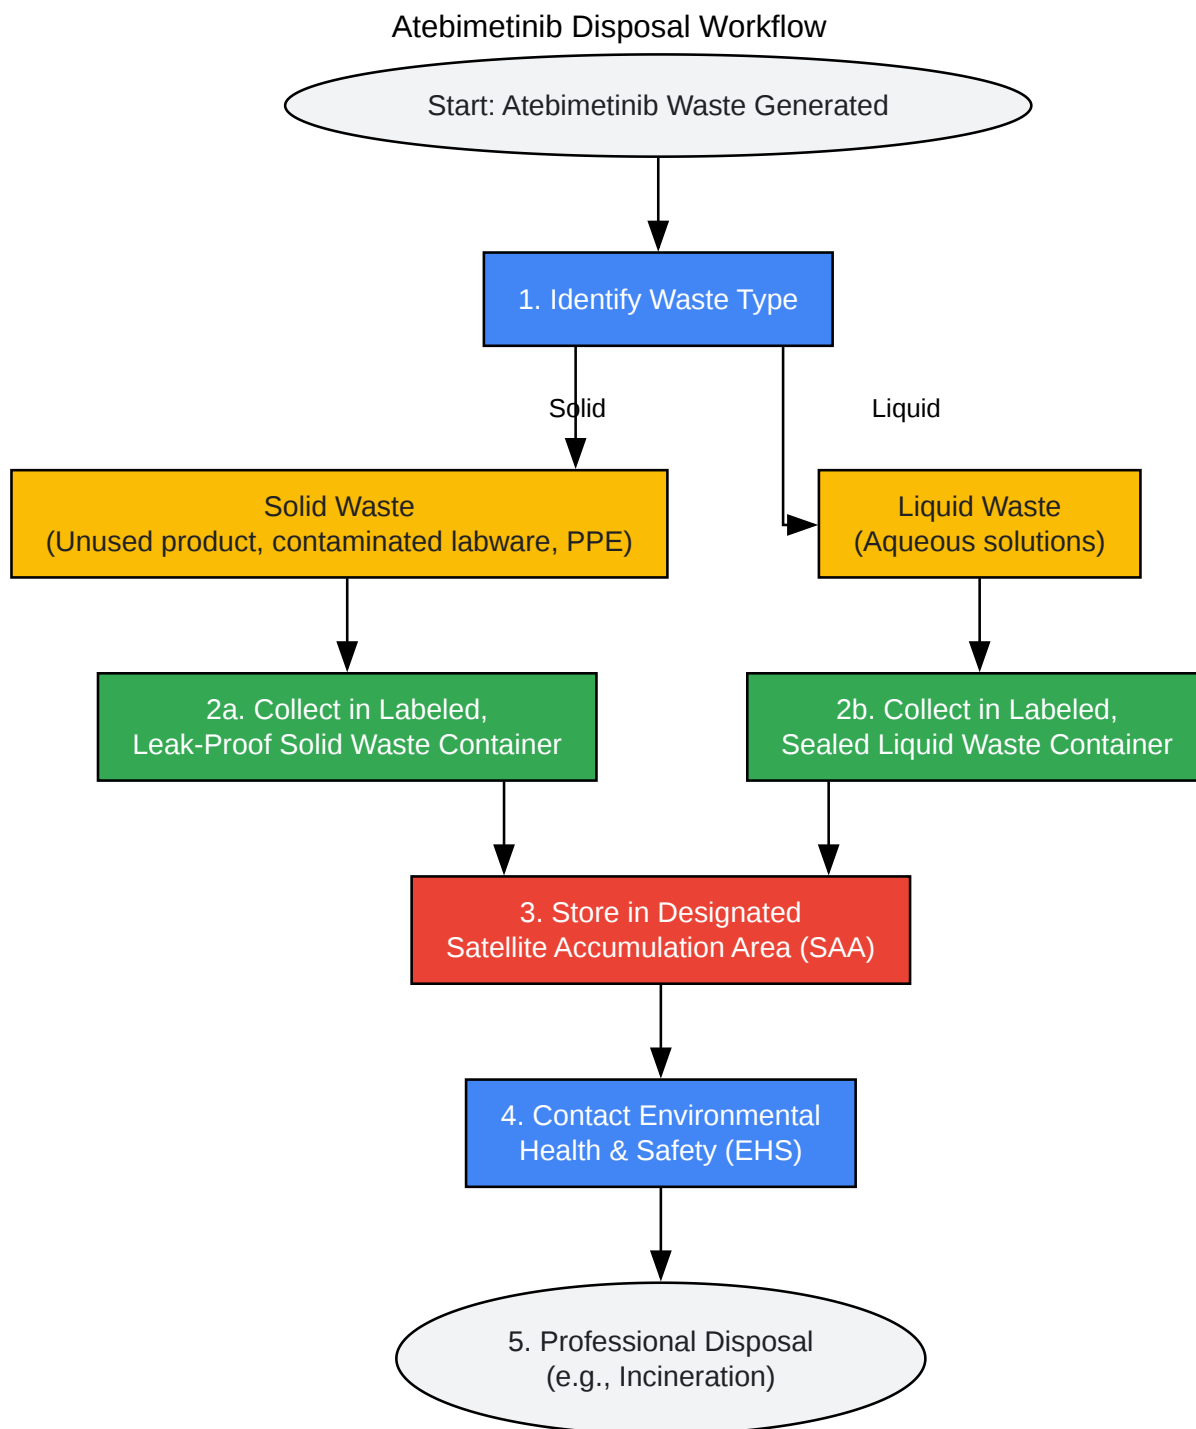 Atebimetinib Disposal Workflow
Start: Atebimetinib Waste Generated
1. Identify Waste Type
Solid
Liquid
Solid Waste
(Unused product, contaminated labware, PPE)
Liquid Waste
(Aqueous solutions)
2a. Collect in Labeled,
Leak-Proof Solid Waste Container
2b. Collect in Labeled,
Sealed Liquid Waste Container
3. Store in Designated
Satellite Accumulation Area (SAA)
4. Contact Environmental
Health & Safety (EHS)
5. Professional Disposal
(e.g., Incineration)